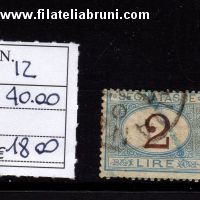 www.filateliabruni.com
N.
12
40.00
€ 18 00
SEGNATASSE
2
LIRE